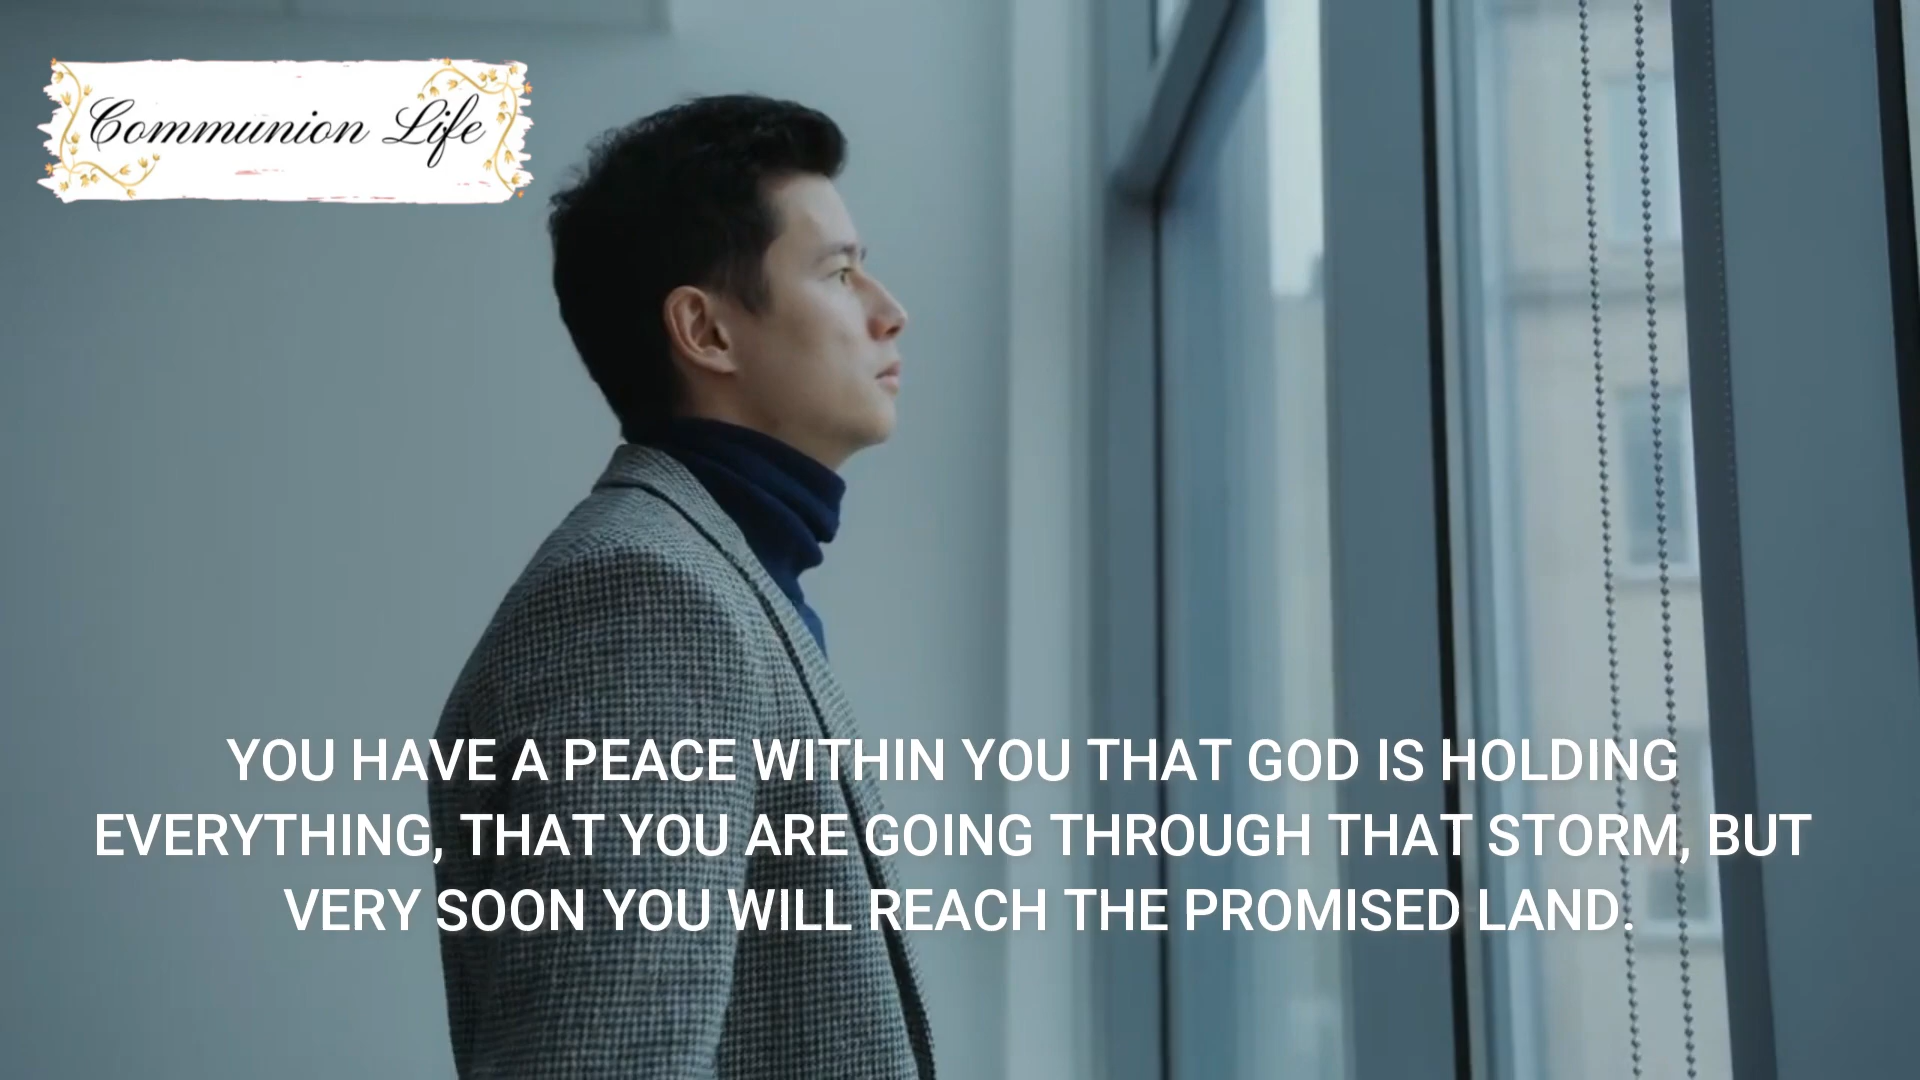 Communion Life
YOU HAVE A PEACE WITHIN YOU THAT GOD IS HOLDING
EVERYTHING, THAT YOU ARE GOING THROUGH THAT STORM, BUT
VERY SOON YOU WILL REACH THE PROMISED LAND.